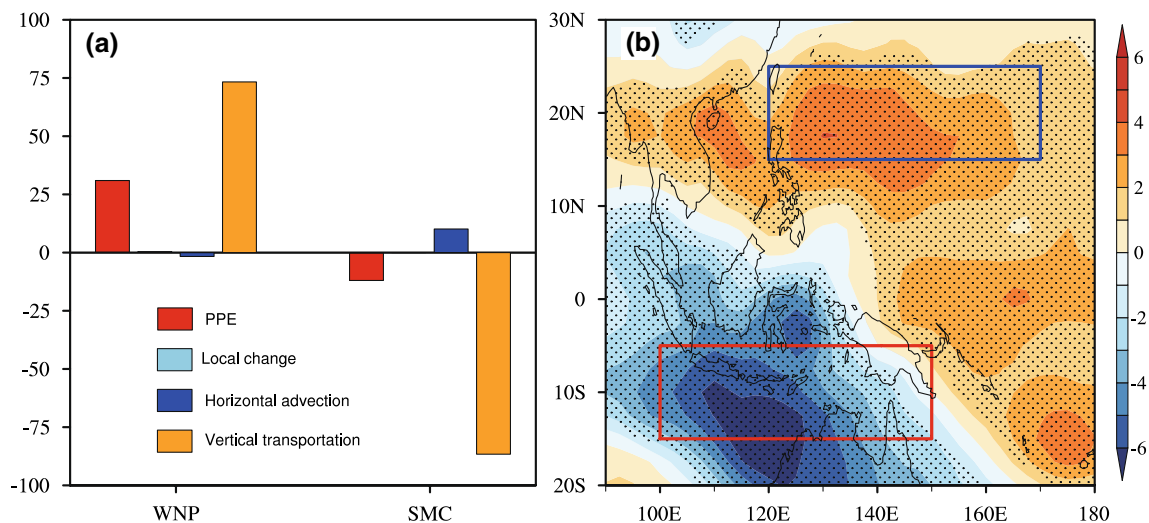 (a)
100
75
50
25
0
-25
-50
-75
-100
PPE
Local change
Horizontal advection
Vertical transportation
WNP
SMC
(b)
30N
20N
10N
0
10S
20S
100E
120E
140E
160E
180
6
4
2
0
-2
-4
-6